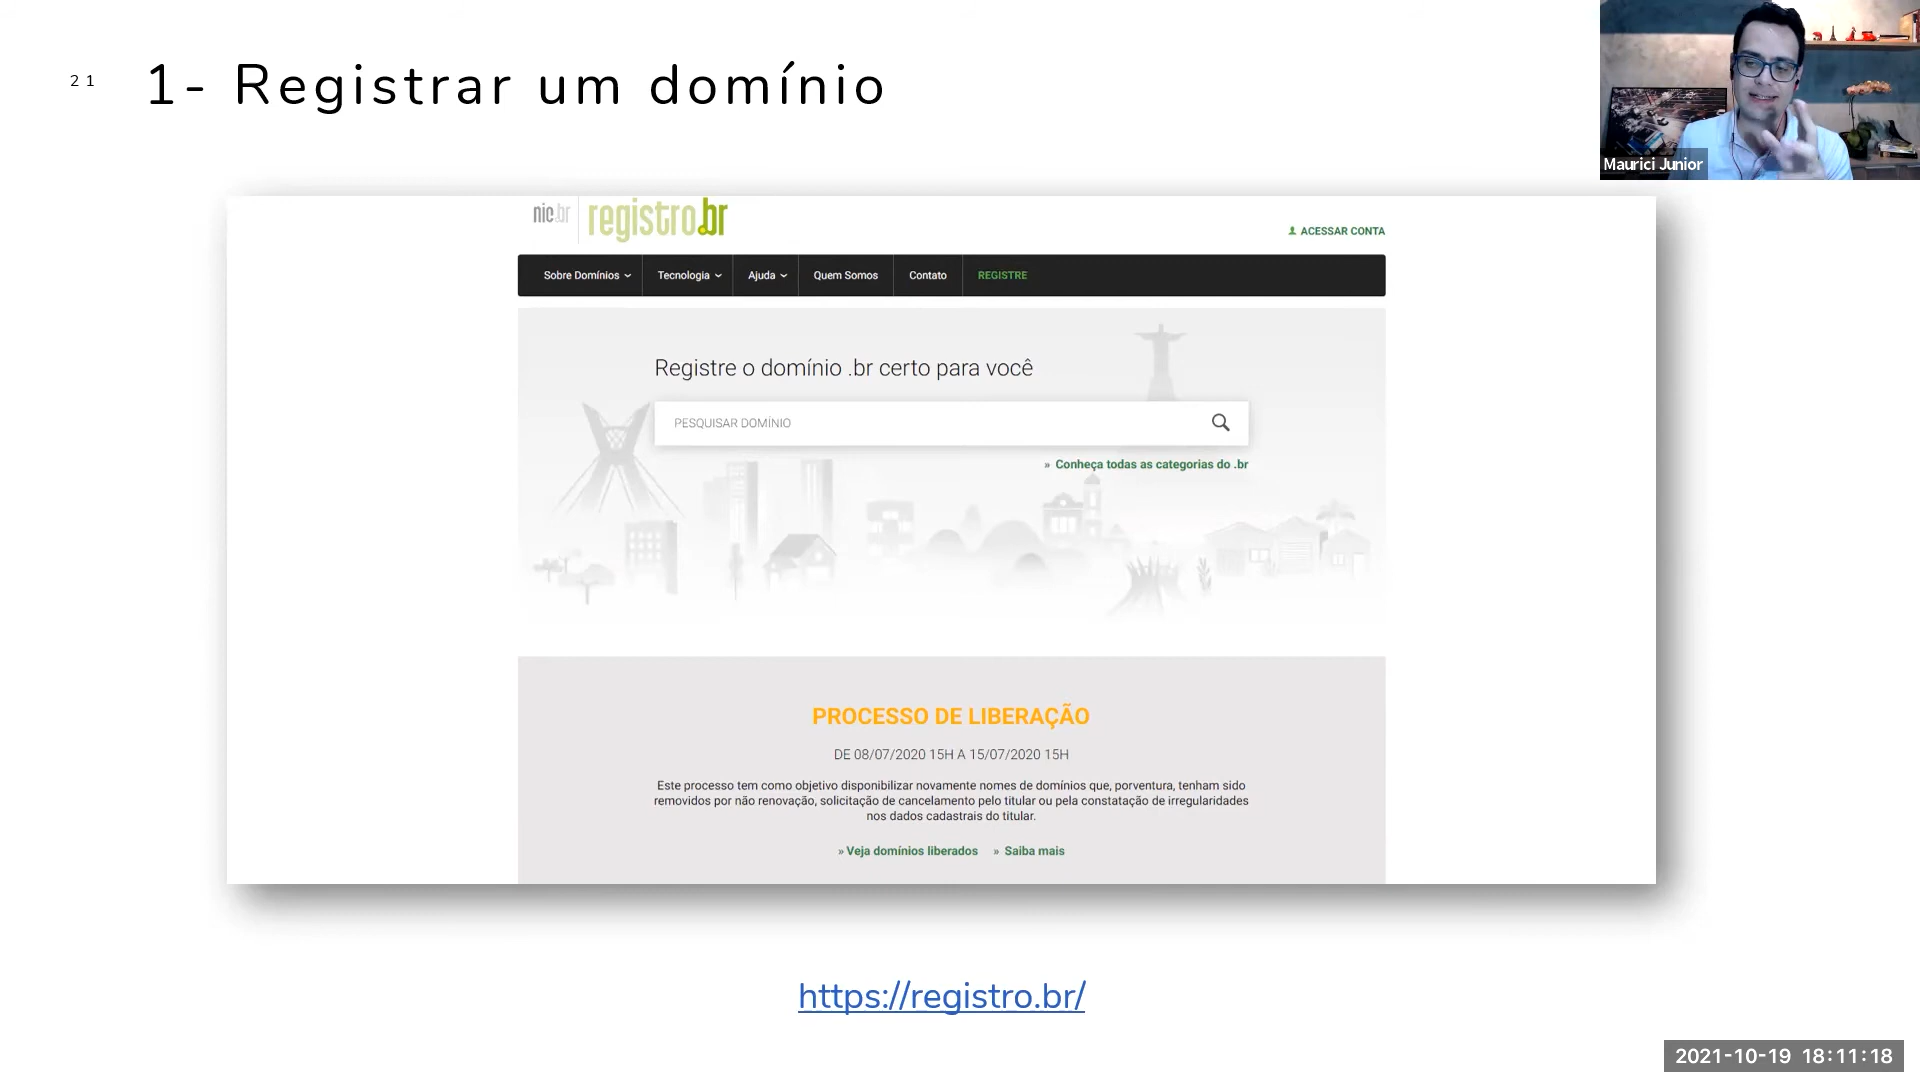 21
1- Registrar um domínio
Maurici Junior
nic.br
registro.br
ACESSAR CONTA
Sobre Domínios Tecnologia Ajuda Quem Somos Contato REGISTRE
Registre o domínio .br certo para você
PESQUISAR DOMÍNIO
» Conheça todas as categorias do .br
PROCESSO DE LIBERAÇÃO
DE 08/07/2020 15H A 15/07/2020 15H
Este processo tem como objetivo disponibilizar novamente nomes de domínios que, porventura, tenham sido
removidos por não renovação, solicitação de cancelamento pelo titular ou pela constatação de irregularidades
nos dados cadastrais do titular.
» Veja domínios liberados » Saiba mais
https://registro.br/
2021-10-19 18:11:18